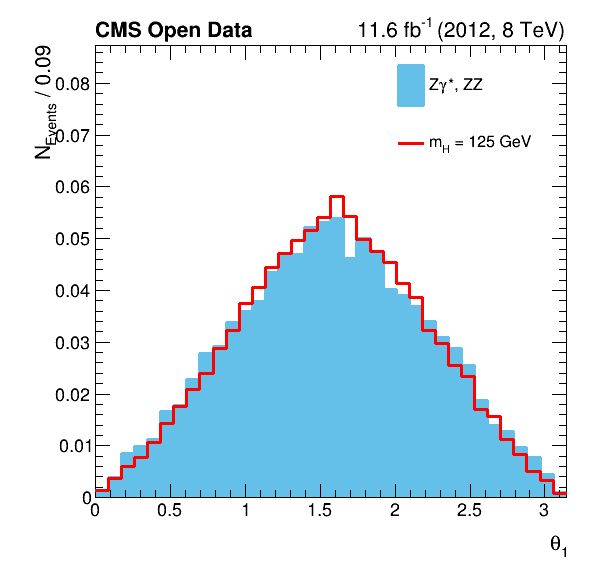 CMS Open Data 11.6 fb⁻¹ (2012, 8 TeV)
N_Events / 0.09
Zγ*, ZZ
m_H = 125 GeV
0.08
0.07
0.06
0.05
0.04
0.03
0.02
0.01
0
0 0.5 1 1.5 2 2.5 3
θ₁